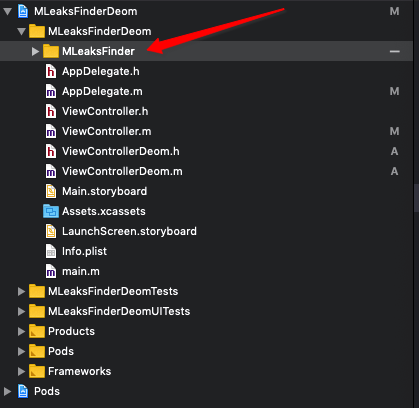 MLeaksFinderDeom M
MLeaksFinderDeom
MLeaksFinder —
h AppDelegate.h
m AppDelegate.m M
h ViewController.h
m ViewController.m M
h ViewControllerDeom.h A
m ViewControllerDeom.m A
Main.storyboard
Assets.xcassets
LaunchScreen.storyboard
Info.plist
m main.m
MLeaksFinderDeomTests
MLeaksFinderDeomUITests
Products
Pods
Frameworks
Pods